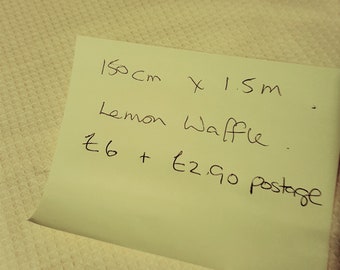 150cm x 1.5m.
Lemon Waffle.
£6 + £2.90 postage